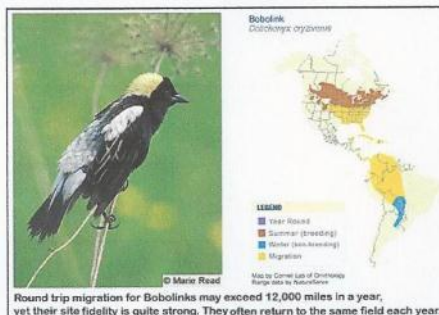 Bobolink
Dolichonyx oryzivorus
LEGEND
Year Round
Summer (breeding)
Winter (non-breeding)
Migration
Map by Cornell Lab of Ornithology
Range data by NatureServe
© Marie Read
Round trip migration for Bobolinks may exceed 12,000 miles in a year,
yet their site fidelity is quite strong. They often return to the same field each year.